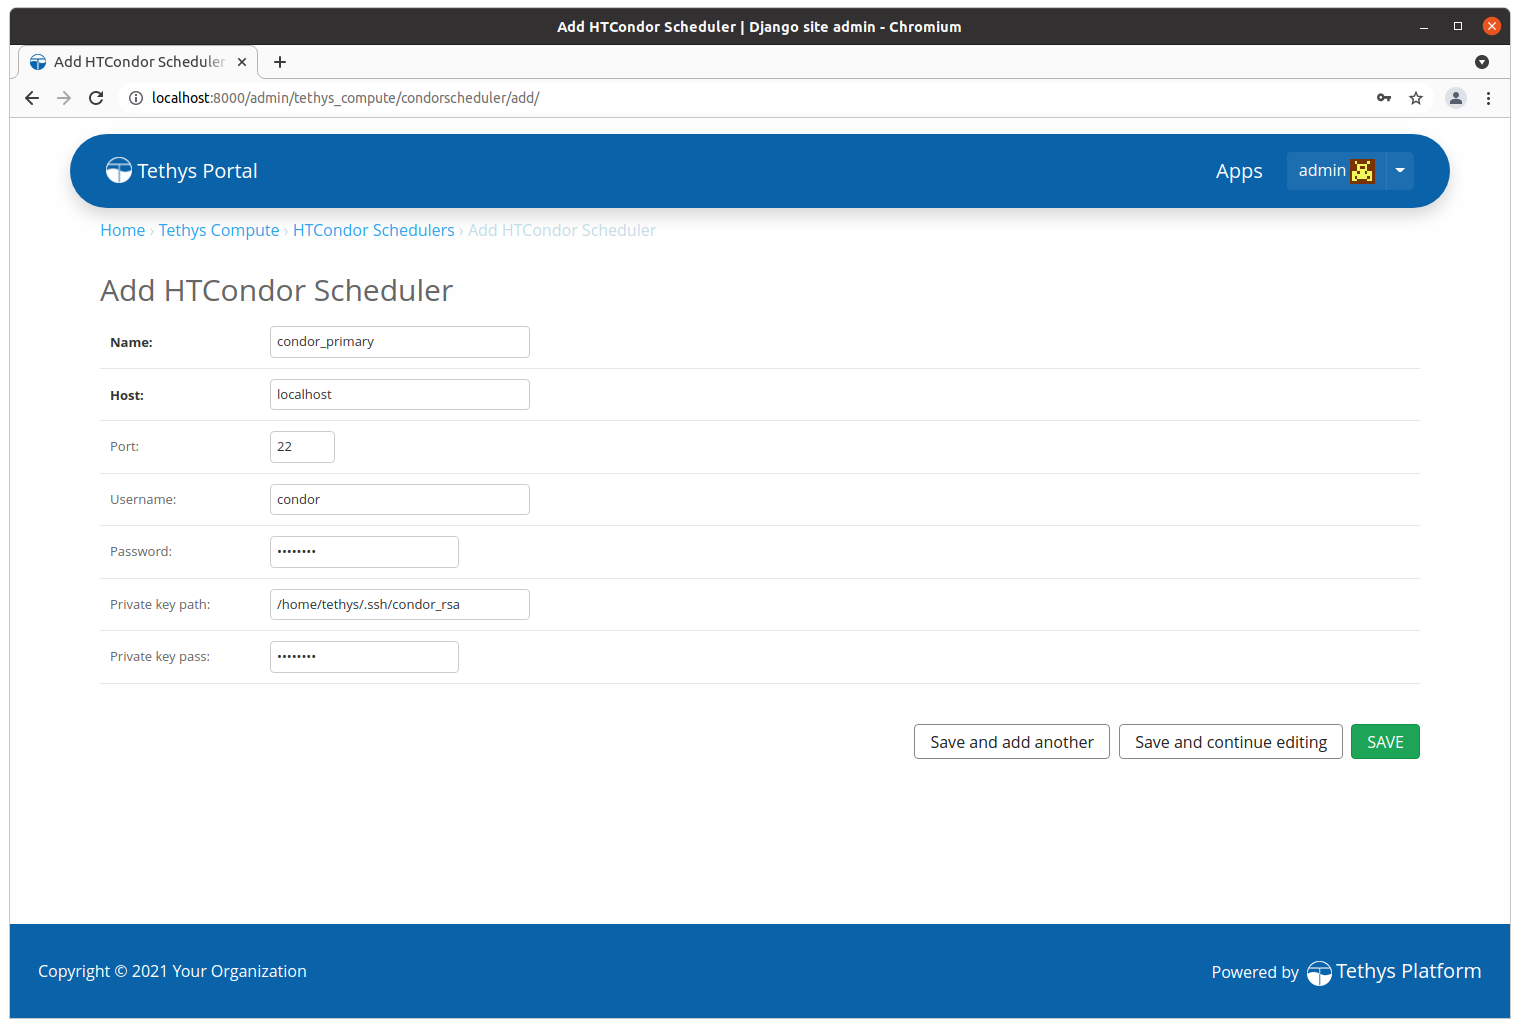 Add HTCondor Scheduler | Django site admin - Chromium
Add HTCondor Scheduler
localhost:8000/admin/tethys_compute/condorscheduler/add/
Tethys Portal
Apps
admin
Home › Tethys Compute › HTCondor Schedulers › Add HTCondor Scheduler
Add HTCondor Scheduler
Name: condor_primary
Host: localhost
Port: 22
Username: condor
Password: ••••••••
Private key path: /home/tethys/.ssh/condor_rsa
Private key pass: ••••••••
Save and add another
Save and continue editing
SAVE
Copyright © 2021 Your Organization
Powered by Tethys Platform